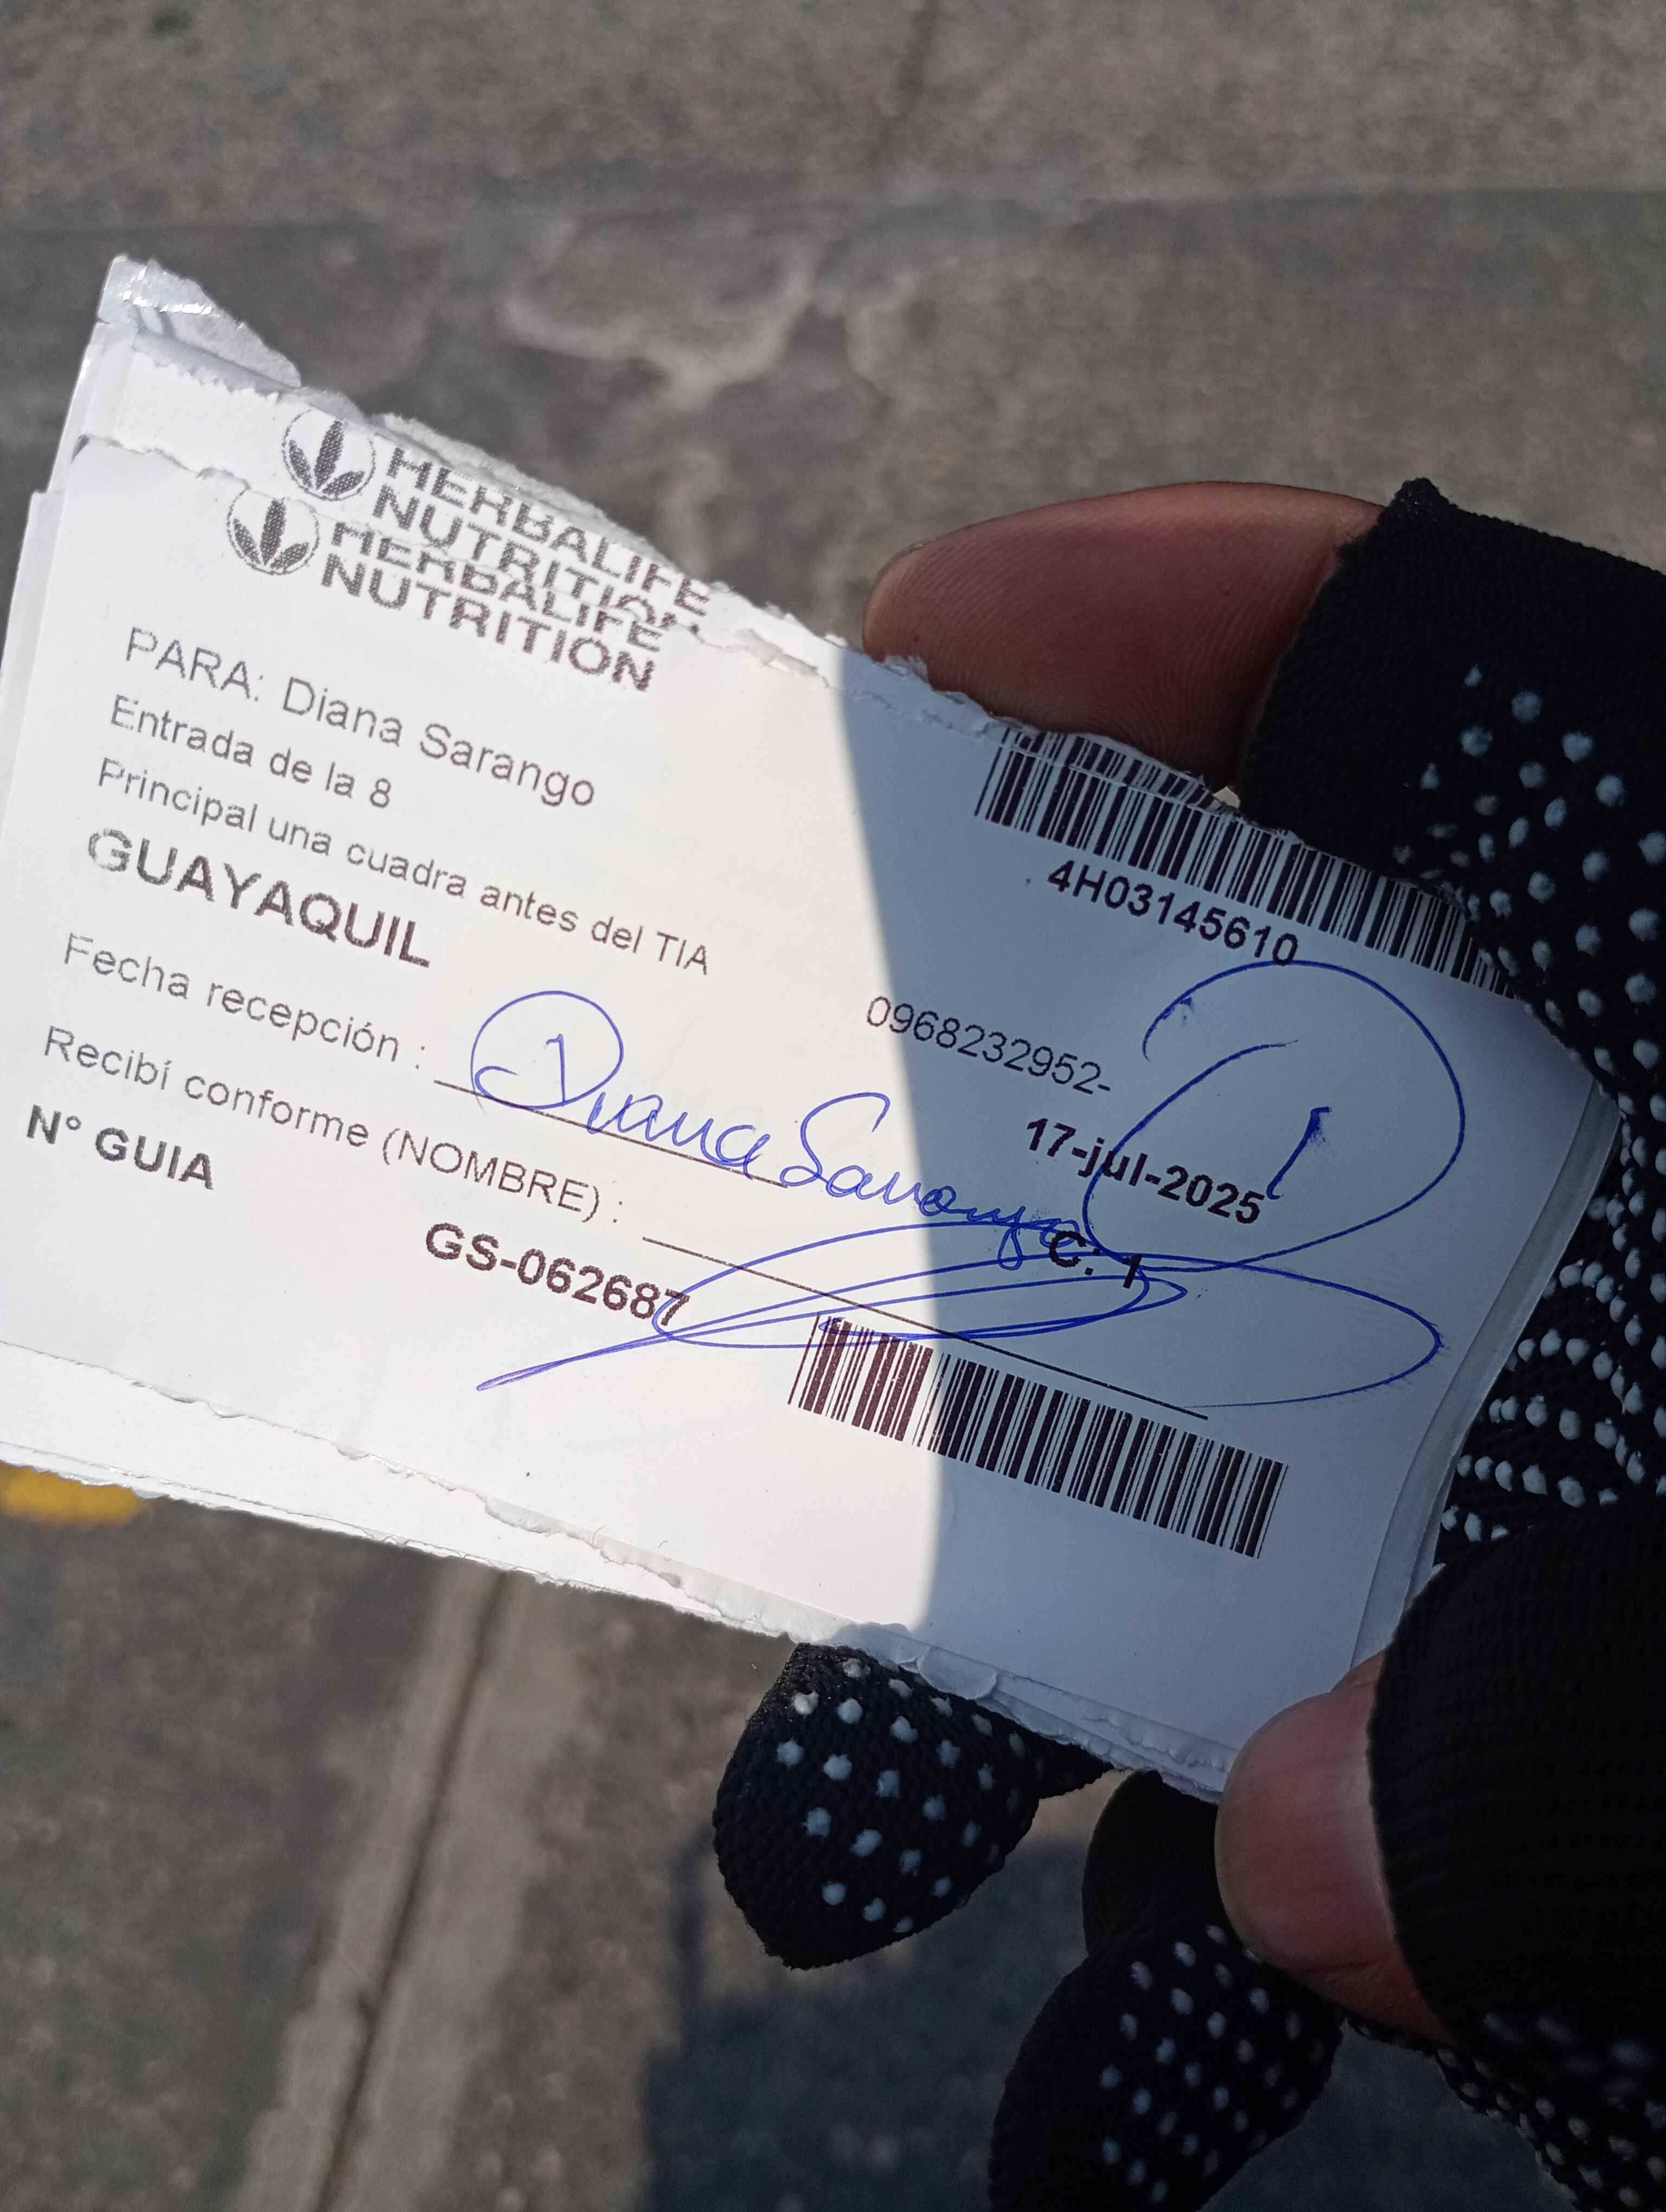 HERBALIFE
NUTRITION
HERBALIFE
NUTRITION
PARA: Diana Sarango
Entrada de la 8
Principal una cuadra antes del TIA
GUAYAQUIL
4H03145610
0968232952-
Fecha recepción :
17-jul-2025
Diana Sarango
Recibí conforme (NOMBRE) :
C: 1
N° GUIA
GS-062687